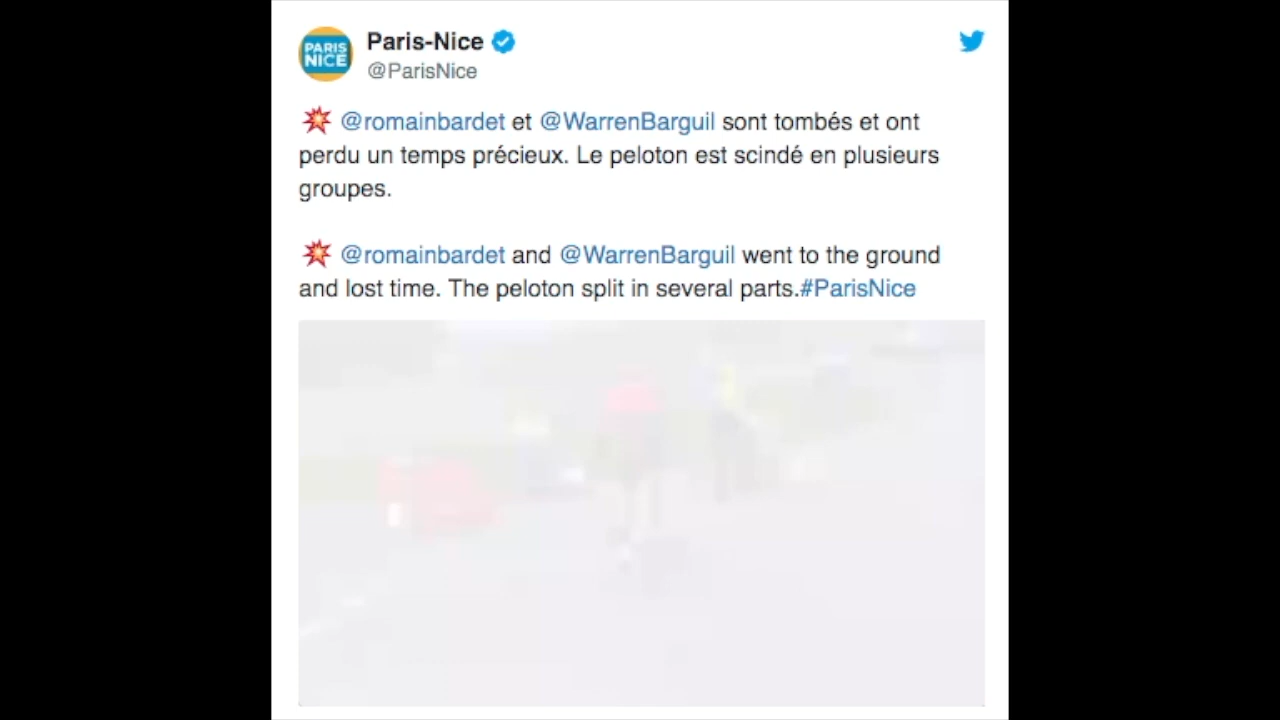 PARIS
NICE
Paris-Nice
@ParisNice
💥 @romainbardet et @WarrenBarguil sont tombés et ont
perdu un temps précieux. Le peloton est scindé en plusieurs
groupes.
💥 @romainbardet and @WarrenBarguil went to the ground
and lost time. The peloton split in several parts.#ParisNice